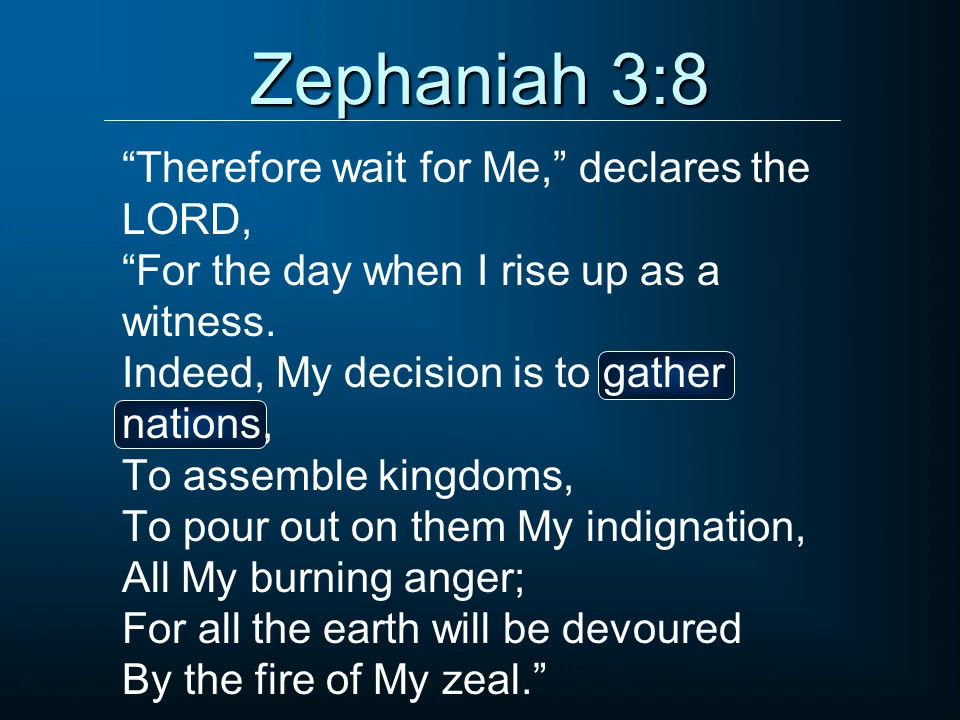 Zephaniah 3:8
“Therefore wait for Me,” declares the
LORD,
“For the day when I rise up as a
witness.
Indeed, My decision is to gather
nations,
To assemble kingdoms,
To pour out on them My indignation,
All My burning anger;
For all the earth will be devoured
By the fire of My zeal.”